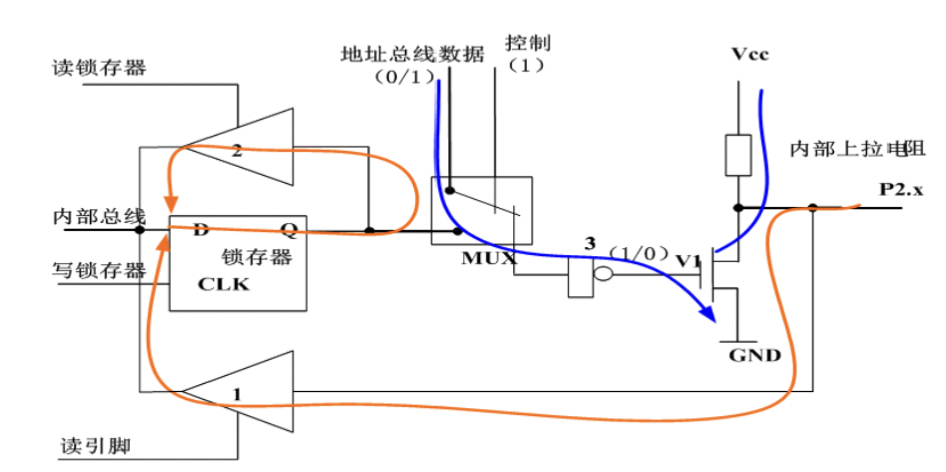 地址总线数据
（0/1）
控制
（1）
Vcc
读锁存器
2
内部上拉电阻
P2.x
内部总线
D
Q
锁存器
写锁存器
CLK
MUX
3
（1/0）
V1
GND
1
读引脚